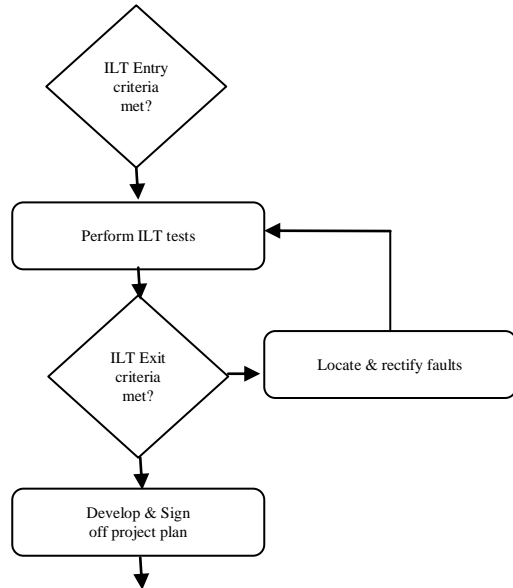 ILT Entry
criteria
met?
Perform ILT tests
ILT Exit
criteria
met?
Locate & rectify faults
Develop & Sign
off project plan